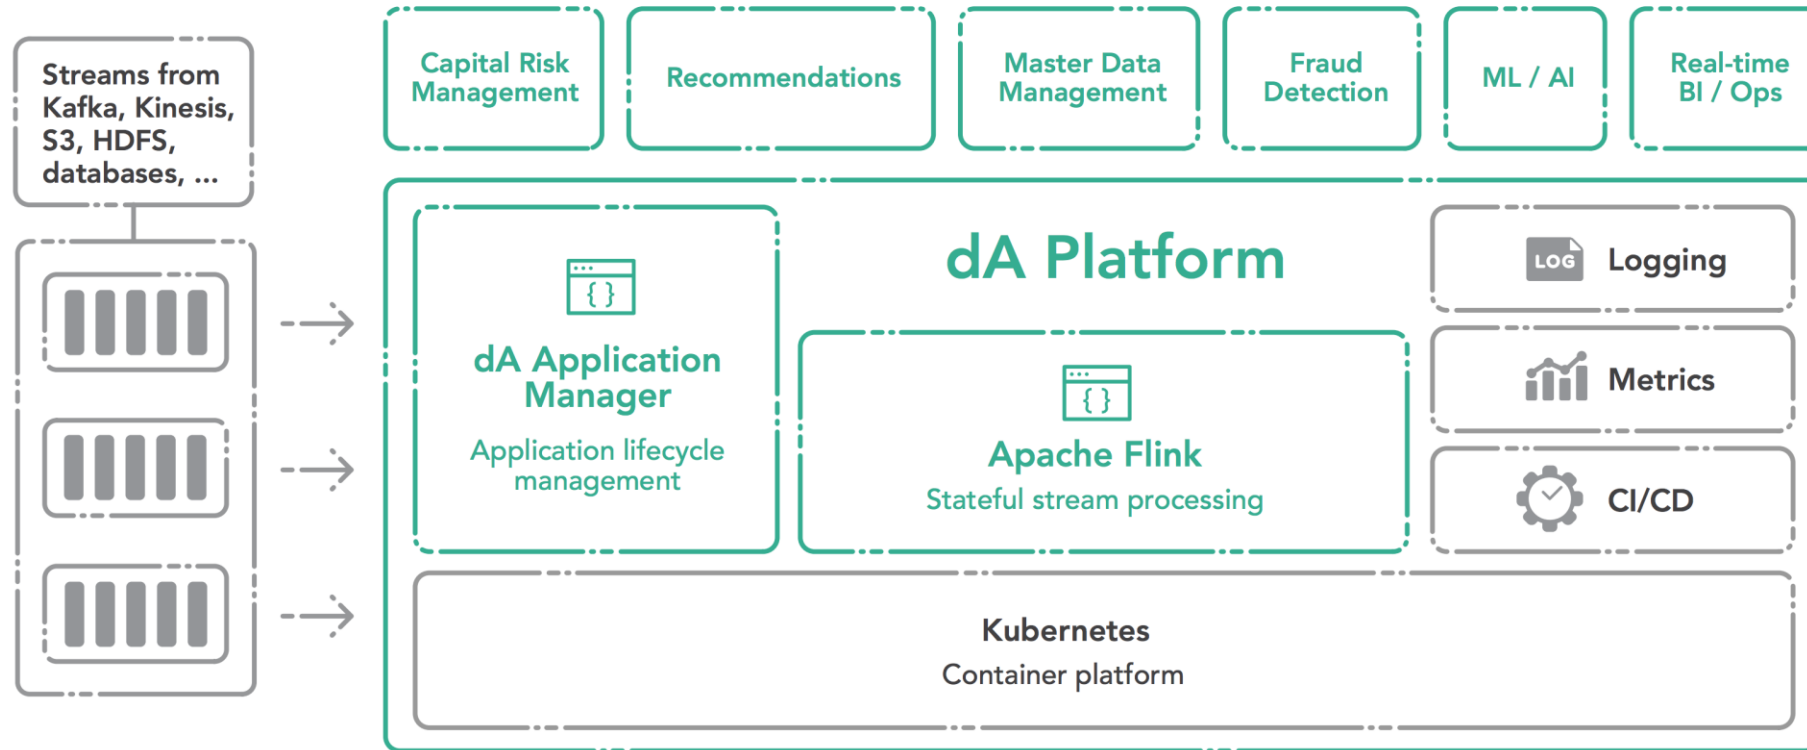 Streams from
Kafka, Kinesis,
S3, HDFS,
databases, ...
Capital Risk
Management
Recommendations
Master Data
Management
Fraud
Detection
ML / AI
Real-time
BI / Ops
dA Platform
dA Application
Manager
Application lifecycle
management
{ }
Apache Flink
Stateful stream processing
{ }
LOG
Logging
Metrics
CI/CD
Kubernetes
Container platform